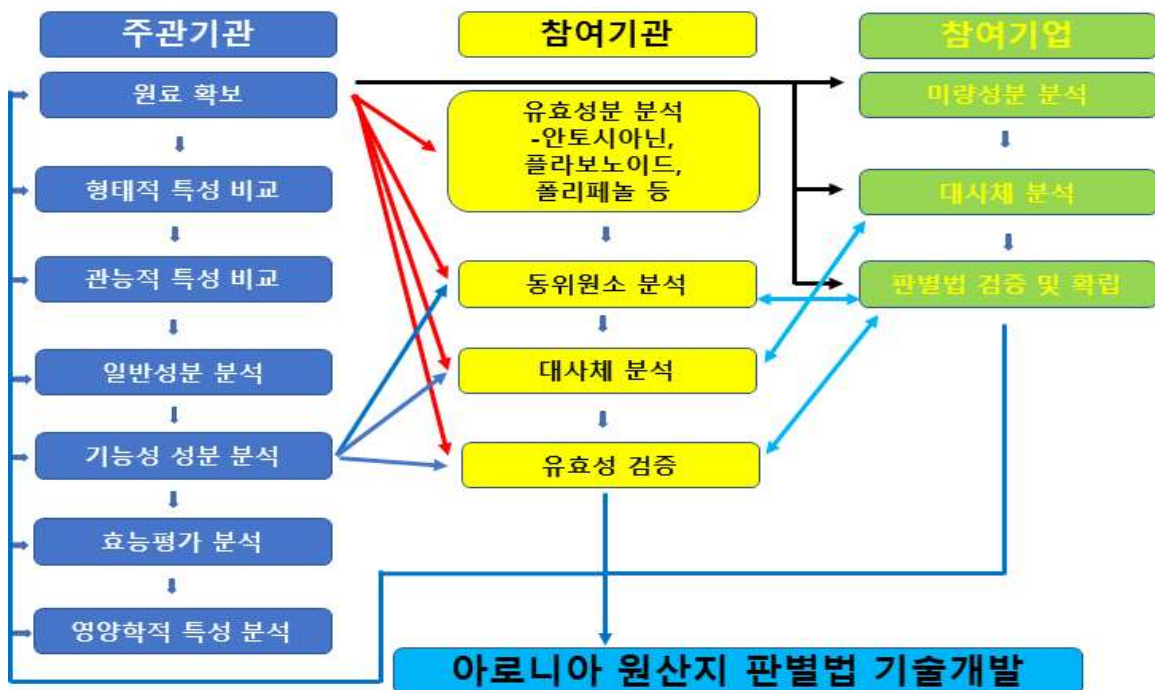 주관기관
원료 확보
형태적 특성 비교
관능적 특성 비교
일반성분 분석
기능성 성분 분석
효능평가 분석
영양학적 특성 분석
참여기관
유효성분 분석
-안토시아닌,
플라보노이드,
폴리페놀 등
동위원소 분석
대사체 분석
유효성 검증
참여기업
미량성분 분석
대사체 분석
판별법 검증 및 확립
아로니아 원산지 판별법 기술개발